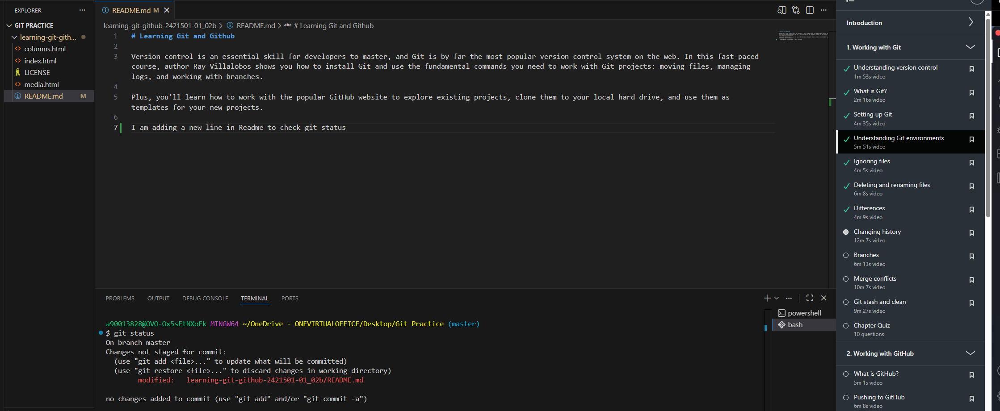 EXPLORER
GIT PRACTICE
learning-git-gith...
columns.html
index.html
LICENSE
media.html
README.md M
README.md M
learning-git-github-2421501-01_02b > README.md > abc # Learning Git and Github
1 # Learning Git and Github
2
3 Version control is an essential skill for developers to master, and Git is by far the most popular version control system on the web. In this fast-paced
course, author Ray Villalobos shows you how to install Git and use the fundamental commands you need to work with Git projects: moving files, managing
logs, and working with branches.
4
5 Plus, you'll learn how to work with the popular GitHub website to explore existing projects, clone them to your local hard drive, and use them as
templates for your new projects.
6
7 I am adding a new line in Readme to check git status
PROBLEMS OUTPUT DEBUG CONSOLE TERMINAL PORTS
a90013828@OVO-Ox5sEtNXoFk MINGW64 ~/OneDrive - ONEVIRTUALOFFICE/Desktop/Git Practice (master)
$ git status
On branch master
Changes not staged for commit:
(use "git add <file>..." to update what will be committed)
(use "git restore <file>..." to discard changes in working directory)
modified: learning-git-github-2421501-01_02b/README.md
no changes added to commit (use "git add" and/or "git commit -a")
powershell
bash
Introduction
1. Working with Git
Understanding version control
1m 53s video
What is Git?
2m 16s video
Setting up Git
4m 35s video
Understanding Git environments
5m 51s video
Ignoring files
4m 5s video
Deleting and renaming files
6m 8s video
Differences
4m 9s video
Changing history
12m 7s video
Branches
6m 13s video
Merge conflicts
10m 7s video
Git stash and clean
9m 27s video
Chapter Quiz
10 questions
2. Working with GitHub
What is GitHub?
5m 1s video
Pushing to GitHub
6m 8s video